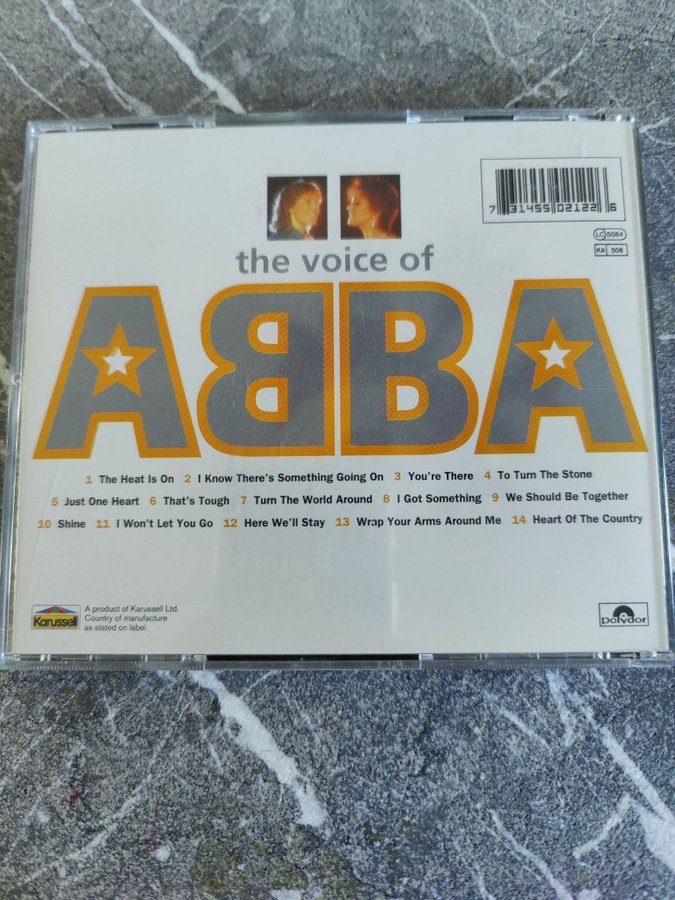 7 31455 02122 6
LC 5064
KA 506
the voice of
ABBA
1 The Heat Is On 2 I Know There's Something Going On 3 You're There 4 To Turn The Stone
5 Just One Heart 6 That's Tough 7 Turn The World Around 8 I Got Something 9 We Should Be Together
10 Shine 11 I Won't Let You Go 12 Here We'll Stay 13 Wrap Your Arms Around Me 14 Heart Of The Country
Karussell
A product of Karussell Ltd.
Country of manufacture
as stated on label.
polydor